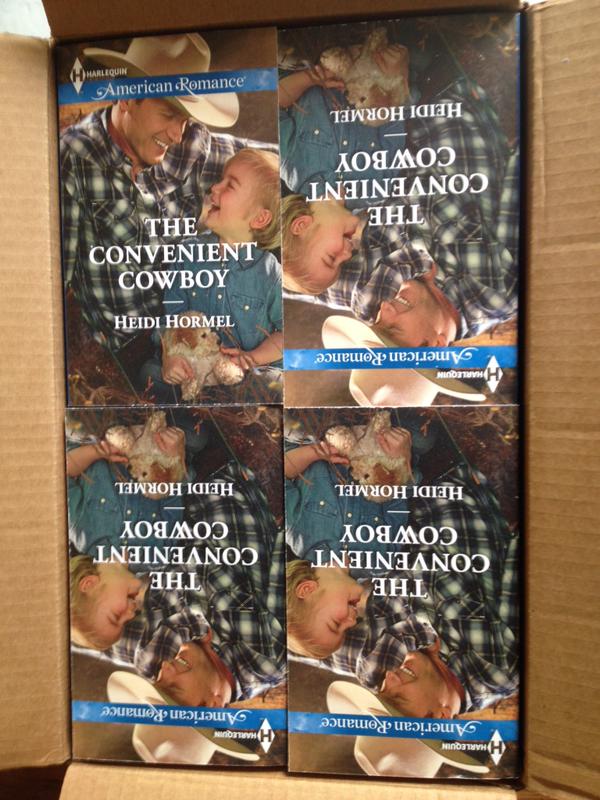 HARLEQUIN
American Romance
THE
CONVENIENT
COWBOY
HEIDI HORMEL
HEIDI HORMEL
THE
CONVENIENT
COWBOY
American Romance
HARLEQUIN
HEIDI HORMEL
THE
CONVENIENT
COWBOY
American Romance
HARLEQUIN
HEIDI HORMEL
THE
CONVENIENT
COWBOY
American Romance
HARLEQUIN